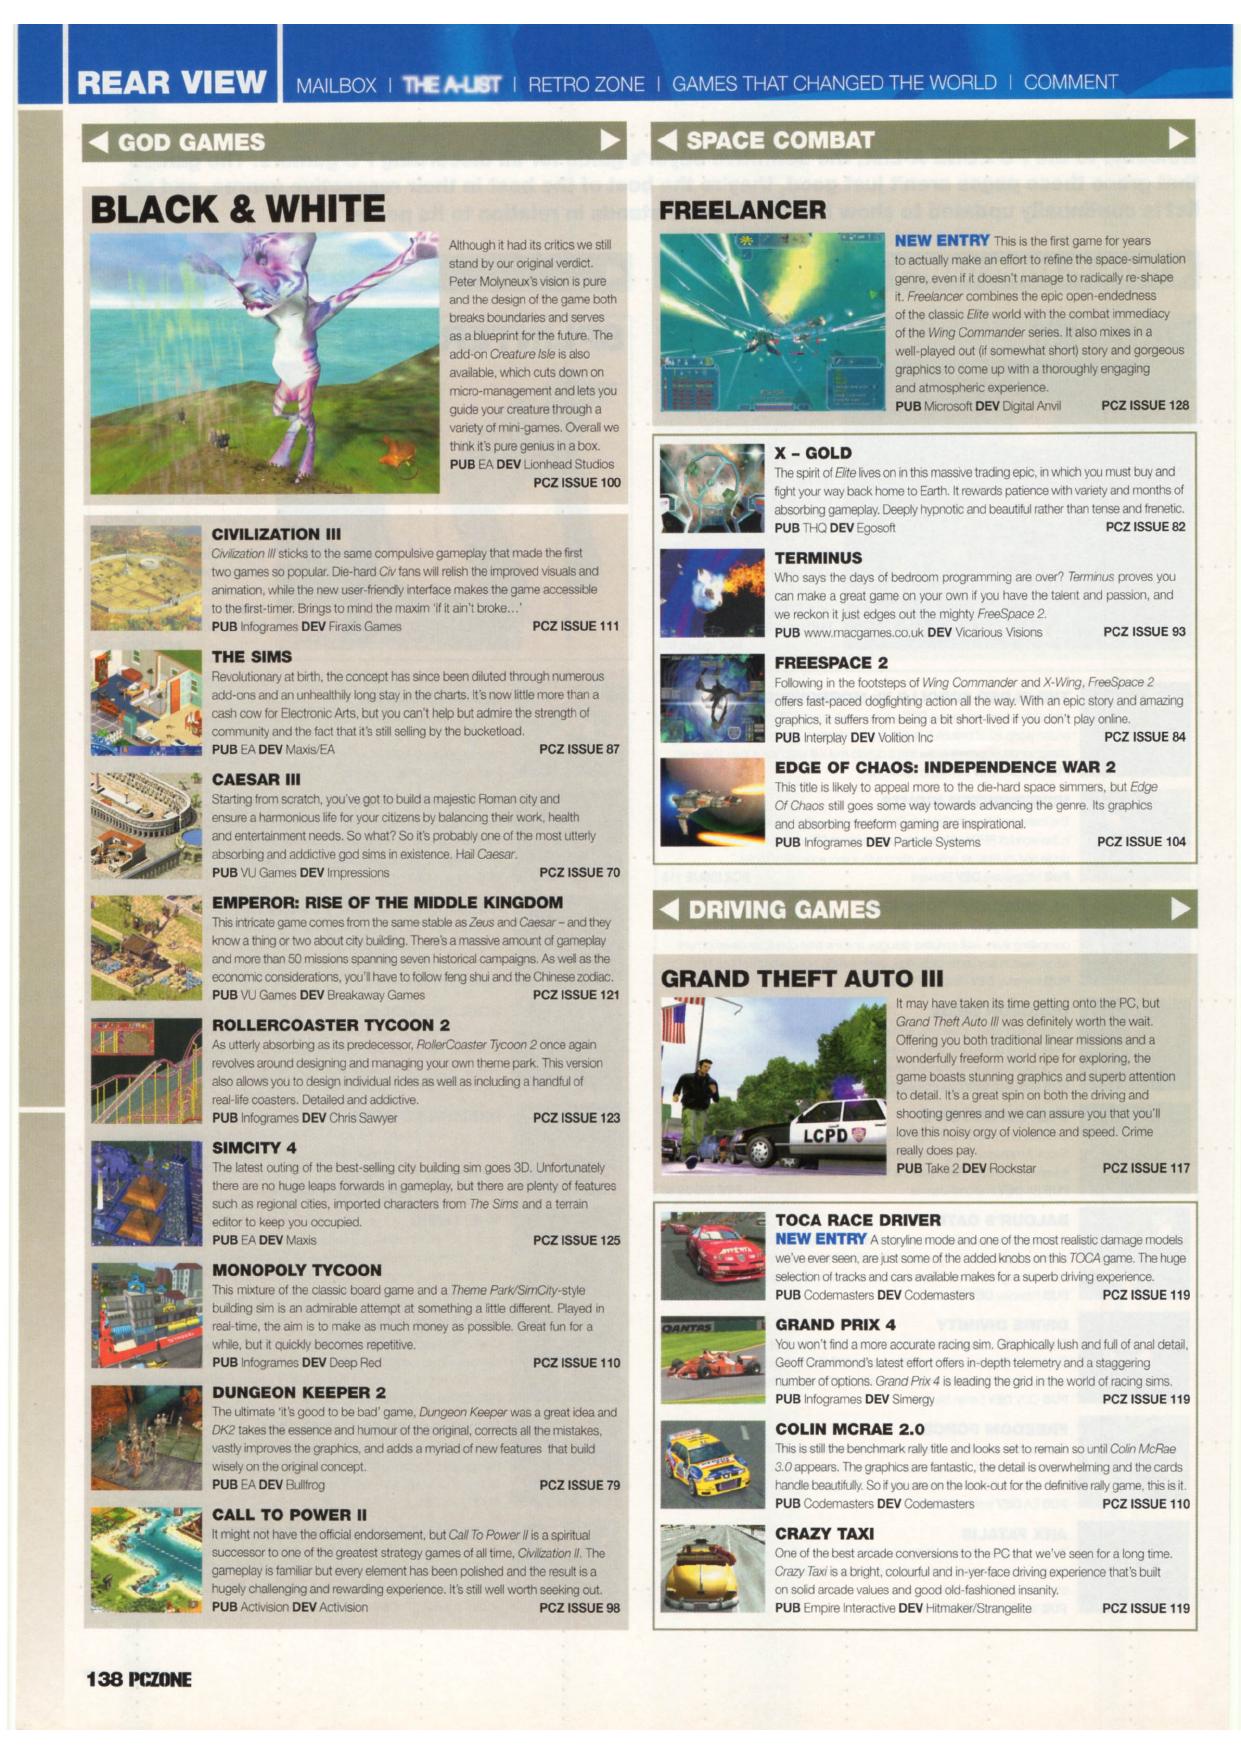 REAR VIEW
MAILBOX | THE A-LIST | RETRO ZONE | GAMES THAT CHANGED THE WORLD | COMMENT
GOD GAMES
BLACK & WHITE
Although it had its critics we still
stand by our original verdict.
Peter Molyneux's vision is pure
and the design of the game both
breaks boundaries and serves
as a blueprint for the future. The
add-on Creature Isle is also
available, which cuts down on
micro-management and lets you
guide your creature through a
variety of mini-games. Overall we
think it's pure genius in a box.
PUB EA DEV Lionhead Studios
PCZ ISSUE 100
CIVILIZATION III
Civilization III sticks to the same compulsive gameplay that made the first
two games so popular. Die-hard Civ fans will relish the improved visuals and
animation, while the new user-friendly interface makes the game accessible
to the first-timer. Brings to mind the maxim 'if it ain't broke...'
PUB Infogrames DEV Firaxis Games PCZ ISSUE 111
THE SIMS
Revolutionary at birth, the concept has since been diluted through numerous
add-ons and an unhealthily long stay in the charts. It's now little more than a
cash cow for Electronic Arts, but you can't help but admire the strength of
community and the fact that it's still selling by the bucketload.
PUB EA DEV Maxis/EA PCZ ISSUE 87
CAESAR III
Starting from scratch, you've got to build a majestic Roman city and
ensure a harmonious life for your citizens by balancing their work, health
and entertainment needs. So what? So it's probably one of the most utterly
absorbing and addictive god sims in existence. Hail Caesar.
PUB VU Games DEV Impressions PCZ ISSUE 70
EMPEROR: RISE OF THE MIDDLE KINGDOM
This intricate game comes from the same stable as Zeus and Caesar – and they
know a thing or two about city building. There's a massive amount of gameplay
and more than 50 missions spanning seven historical campaigns. As well as the
economic considerations, you'll have to follow feng shui and the Chinese zodiac.
PUB VU Games DEV Breakaway Games PCZ ISSUE 121
ROLLERCOASTER TYCOON 2
As utterly absorbing as its predecessor, RollerCoaster Tycoon 2 once again
revolves around designing and managing your own theme park. This version
also allows you to design individual rides as well as including a handful of
real-life coasters. Detailed and addictive.
PUB Infogrames DEV Chris Sawyer PCZ ISSUE 123
SIMCITY 4
The latest outing of the best-selling city building sim goes 3D. Unfortunately
there are no huge leaps forwards in gameplay, but there are plenty of features
such as regional cities, imported characters from The Sims and a terrain
editor to keep you occupied.
PUB EA DEV Maxis PCZ ISSUE 125
MONOPOLY TYCOON
This mixture of the classic board game and a Theme Park/SimCity-style
building sim is an admirable attempt at something a little different. Played in
real-time, the aim is to make as much money as possible. Great fun for a
while, but it quickly becomes repetitive.
PUB Infogrames DEV Deep Red PCZ ISSUE 110
DUNGEON KEEPER 2
The ultimate 'it's good to be bad' game, Dungeon Keeper was a great idea and
DK2 takes the essence and humour of the original, corrects all the mistakes,
vastly improves the graphics, and adds a myriad of new features that build
wisely on the original concept.
PUB EA DEV Bullfrog PCZ ISSUE 79
CALL TO POWER II
It might not have the official endorsement, but Call To Power II is a spiritual
successor to one of the greatest strategy games of all time, Civilization II. The
gameplay is familiar but every element has been polished and the result is a
hugely challenging and rewarding experience. It's still well worth seeking out.
PUB Activision DEV Activision PCZ ISSUE 98
SPACE COMBAT
FREELANCER
NEW ENTRY This is the first game for years
to actually make an effort to refine the space-simulation
genre, even if it doesn't manage to radically re-shape
it. Freelancer combines the epic open-endedness
of the classic Elite world with the combat immediacy
of the Wing Commander series. It also mixes in a
well-played out (if somewhat short) story and gorgeous
graphics to come up with a thoroughly engaging
and atmospheric experience.
PUB Microsoft DEV Digital Anvil PCZ ISSUE 128
X – GOLD
The spirit of Elite lives on in this massive trading epic, in which you must buy and
fight your way back home to Earth. It rewards patience with variety and months of
absorbing gameplay. Deeply hypnotic and beautiful rather than tense and frenetic.
PUB THQ DEV Egosoft PCZ ISSUE 82
TERMINUS
Who says the days of bedroom programming are over? Terminus proves you
can make a great game on your own if you have the talent and passion, and
we reckon it just edges out the mighty FreeSpace 2.
PUB www.macgames.co.uk DEV Vicarious Visions PCZ ISSUE 93
FREESPACE 2
Following in the footsteps of Wing Commander and X-Wing, FreeSpace 2
offers fast-paced dogfighting action all the way. With an epic story and amazing
graphics, it suffers from being a bit short-lived if you don't play online.
PUB Interplay DEV Volition Inc PCZ ISSUE 84
EDGE OF CHAOS: INDEPENDENCE WAR 2
This title is likely to appeal more to the die-hard space simmers, but Edge
Of Chaos still goes some way towards advancing the genre. Its graphics
and absorbing freeform gaming are inspirational.
PUB Infogrames DEV Particle Systems PCZ ISSUE 104
DRIVING GAMES
GRAND THEFT AUTO III
LCPD
It may have taken its time getting onto the PC, but
Grand Theft Auto III was definitely worth the wait.
Offering you both traditional linear missions and a
wonderfully freeform world ripe for exploring, the
game boasts stunning graphics and superb attention
to detail. It's a great spin on both the driving and
shooting genres and we can assure you that you'll
love this noisy orgy of violence and speed. Crime
really does pay.
PUB Take 2 DEV Rockstar PCZ ISSUE 117
TOCA RACE DRIVER
NEW ENTRY A storyline mode and one of the most realistic damage models
we've ever seen, are just some of the added knobs on this TOCA game. The huge
selection of tracks and cars available makes for a superb driving experience.
PUB Codemasters DEV Codemasters PCZ ISSUE 119
QANTAS
GRAND PRIX 4
You won't find a more accurate racing sim. Graphically lush and full of anal detail,
Geoff Crammond's latest effort offers in-depth telemetry and a staggering
number of options. Grand Prix 4 is leading the grid in the world of racing sims.
PUB Infogrames DEV Simergy PCZ ISSUE 119
COLIN MCRAE 2.0
This is still the benchmark rally title and looks set to remain so until Colin McRae
3.0 appears. The graphics are fantastic, the detail is overwhelming and the cards
handle beautifully. So if you are on the look-out for the definitive rally game, this is it.
PUB Codemasters DEV Codemasters PCZ ISSUE 110
CRAZY TAXI
One of the best arcade conversions to the PC that we've seen for a long time.
Crazy Taxi is a bright, colourful and in-yer-face driving experience that's built
on solid arcade values and good old-fashioned insanity.
PUB Empire Interactive DEV Hitmaker/Strangelite PCZ ISSUE 119
138 PCZONE